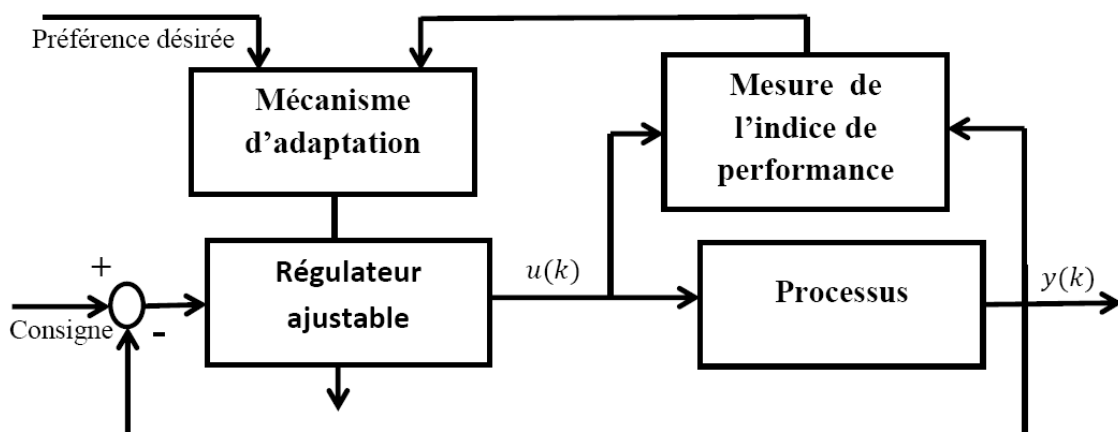 Préférence désirée
Mécanisme
d’adaptation
Mesure de
l’indice de
performance
Régulateur
ajustable
u(k)
Processus
y(k)
+
Consigne
-